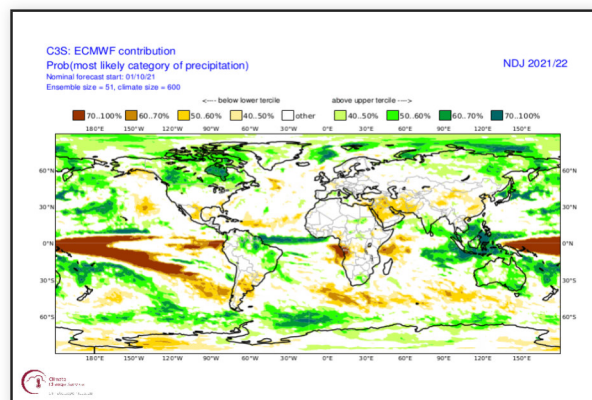 C3S: ECMWF contribution
Prob(most likely category of precipitation)
NDJ 2021/22
Nominal forecast start: 01/10/21
Ensemble size = 51, climate size = 600
<---- below lower tercile above upper tercile ---->
70..100% 60..70% 50..60% 40..50% other 40..50% 50..60% 60..70% 70..100%
180°W 150°W 120°W 90°W 60°W 30°W 0°E 30°E 60°E 90°E 120°E 150°E
60°N 60°N
30°N 30°N
0°N 0°N
30°S 30°S
60°S 60°S
180°W 150°W 120°W 90°W 60°W 30°W 0°E 30°E 60°E 90°E 120°E 150°E
Climate